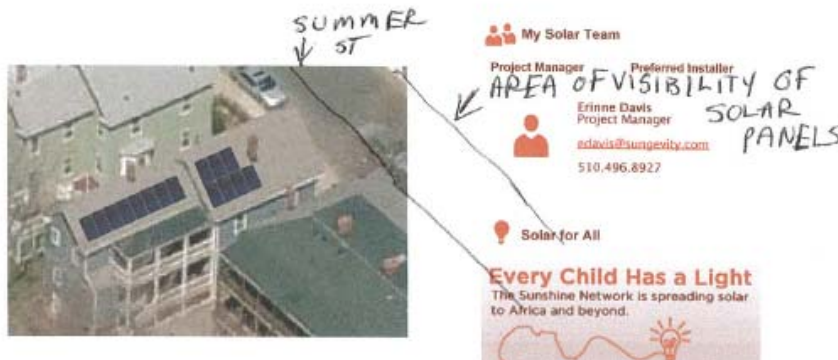 SUMMER
ST
My Solar Team
Project Manager Preferred Installer
AREA OF VISIBILITY OF
SOLAR
PANELS
Erinne Davis
Project Manager
edavis@sungevity.com
510.496.8927
Solar for All
Every Child Has a Light
The Sunshine Network is spreading solar
to Africa and beyond.